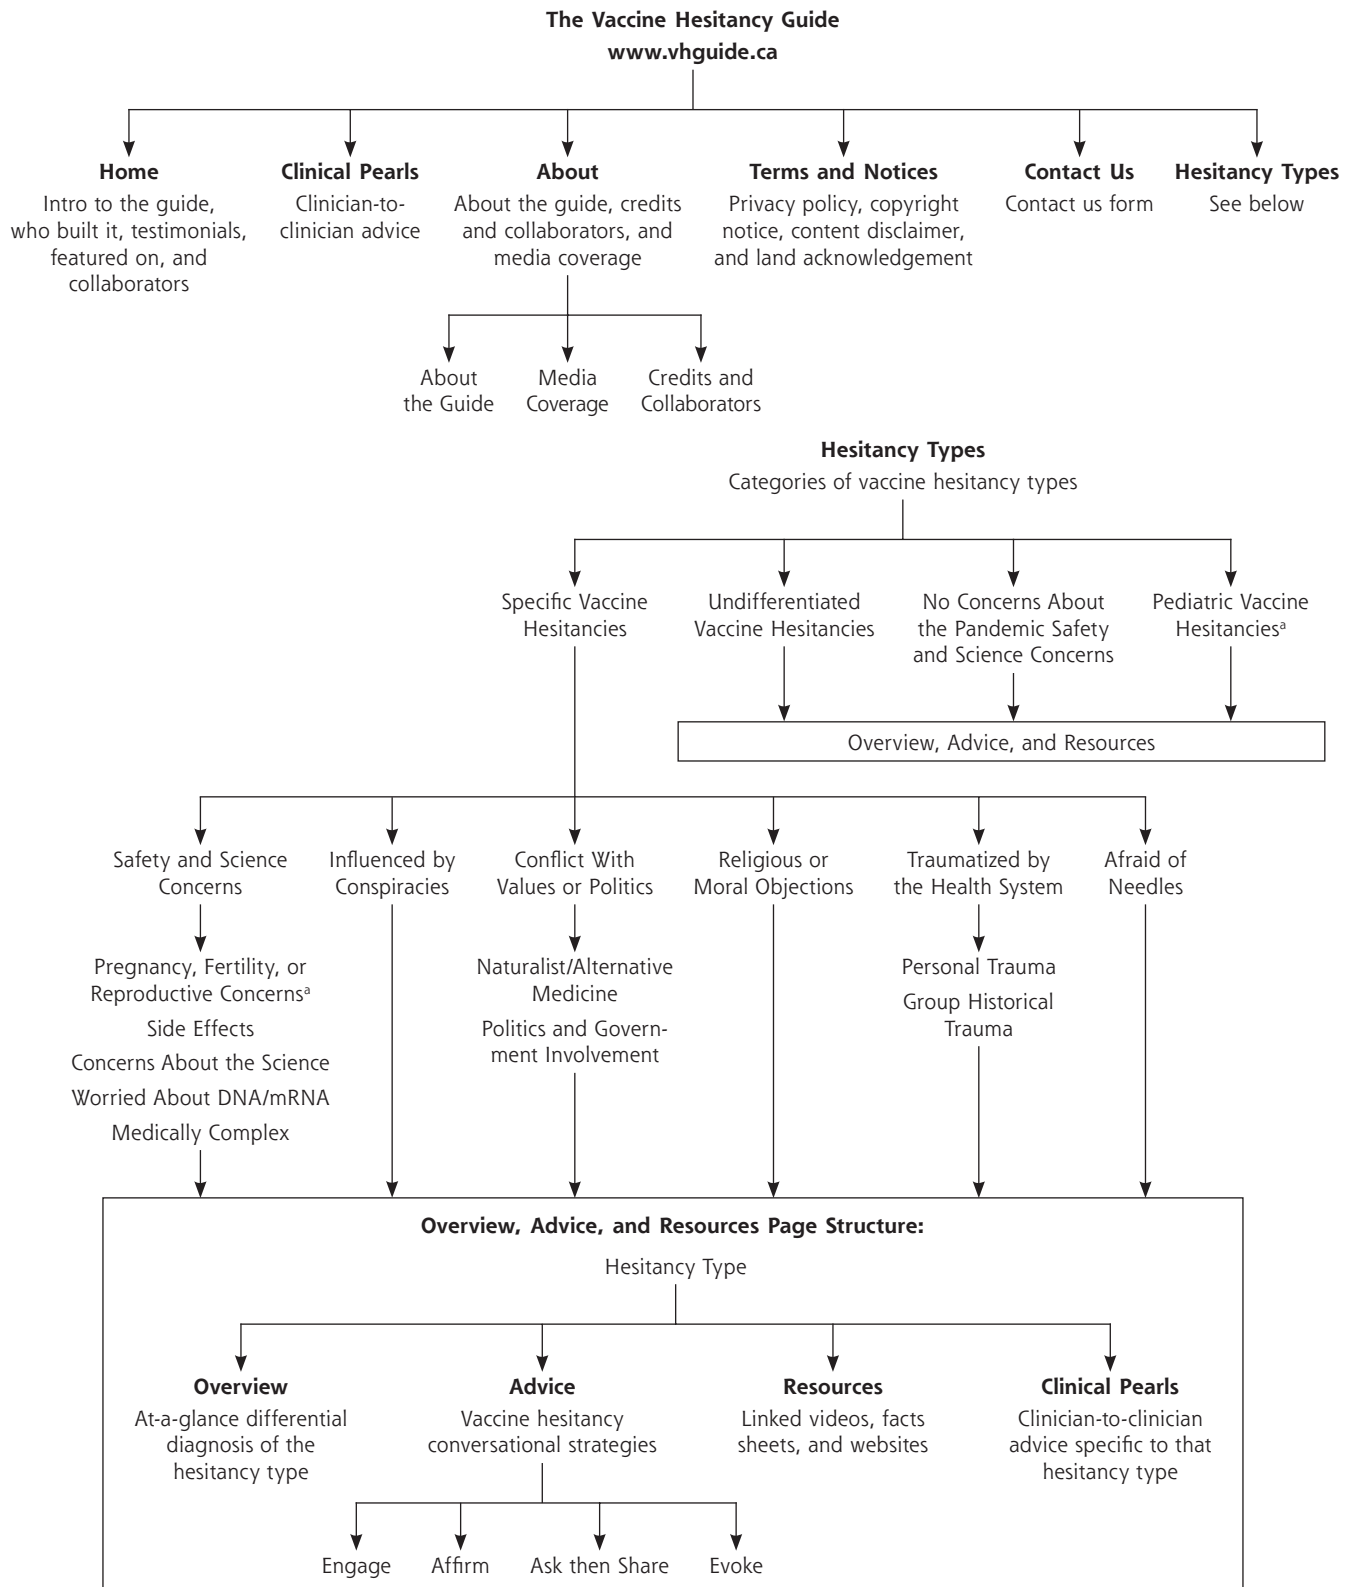 The Vaccine Hesitancy Guide
www.vhguide.ca
Home
Intro to the guide,
who built it, testimonials,
featured on, and
collaborators
Clinical Pearls
Clinician-to-
clinician advice
About
About the guide, credits
and collaborators, and
media coverage
Terms and Notices
Privacy policy, copyright
notice, content disclaimer,
and land acknowledgement
Contact Us
Contact us form
Hesitancy Types
See below
About
the Guide
Media
Coverage
Credits and
Collaborators
Hesitancy Types
Categories of vaccine hesitancy types
Specific Vaccine
Hesitancies
Undifferentiated
Vaccine Hesitancies
No Concerns About
the Pandemic Safety
and Science Concerns
Pediatric Vaccine
Hesitanciesᵃ
Overview, Advice, and Resources
Safety and Science
Concerns
Influenced by
Conspiracies
Conflict With
Values or Politics
Religious or
Moral Objections
Traumatized by
the Health System
Afraid of
Needles
Pregnancy, Fertility, or
Reproductive Concernsᵃ
Side Effects
Concerns About the Science
Worried About DNA/mRNA
Medically Complex
Naturalist/Alternative
Medicine
Politics and Govern-
ment Involvement
Personal Trauma
Group Historical
Trauma
Overview, Advice, and Resources Page Structure:
Hesitancy Type
Overview
At-a-glance differential
diagnosis of the
hesitancy type
Advice
Vaccine hesitancy
conversational strategies
Resources
Linked videos, facts
sheets, and websites
Clinical Pearls
Clinician-to-clinician
advice specific to that
hesitancy type
Engage
Affirm
Ask then Share
Evoke